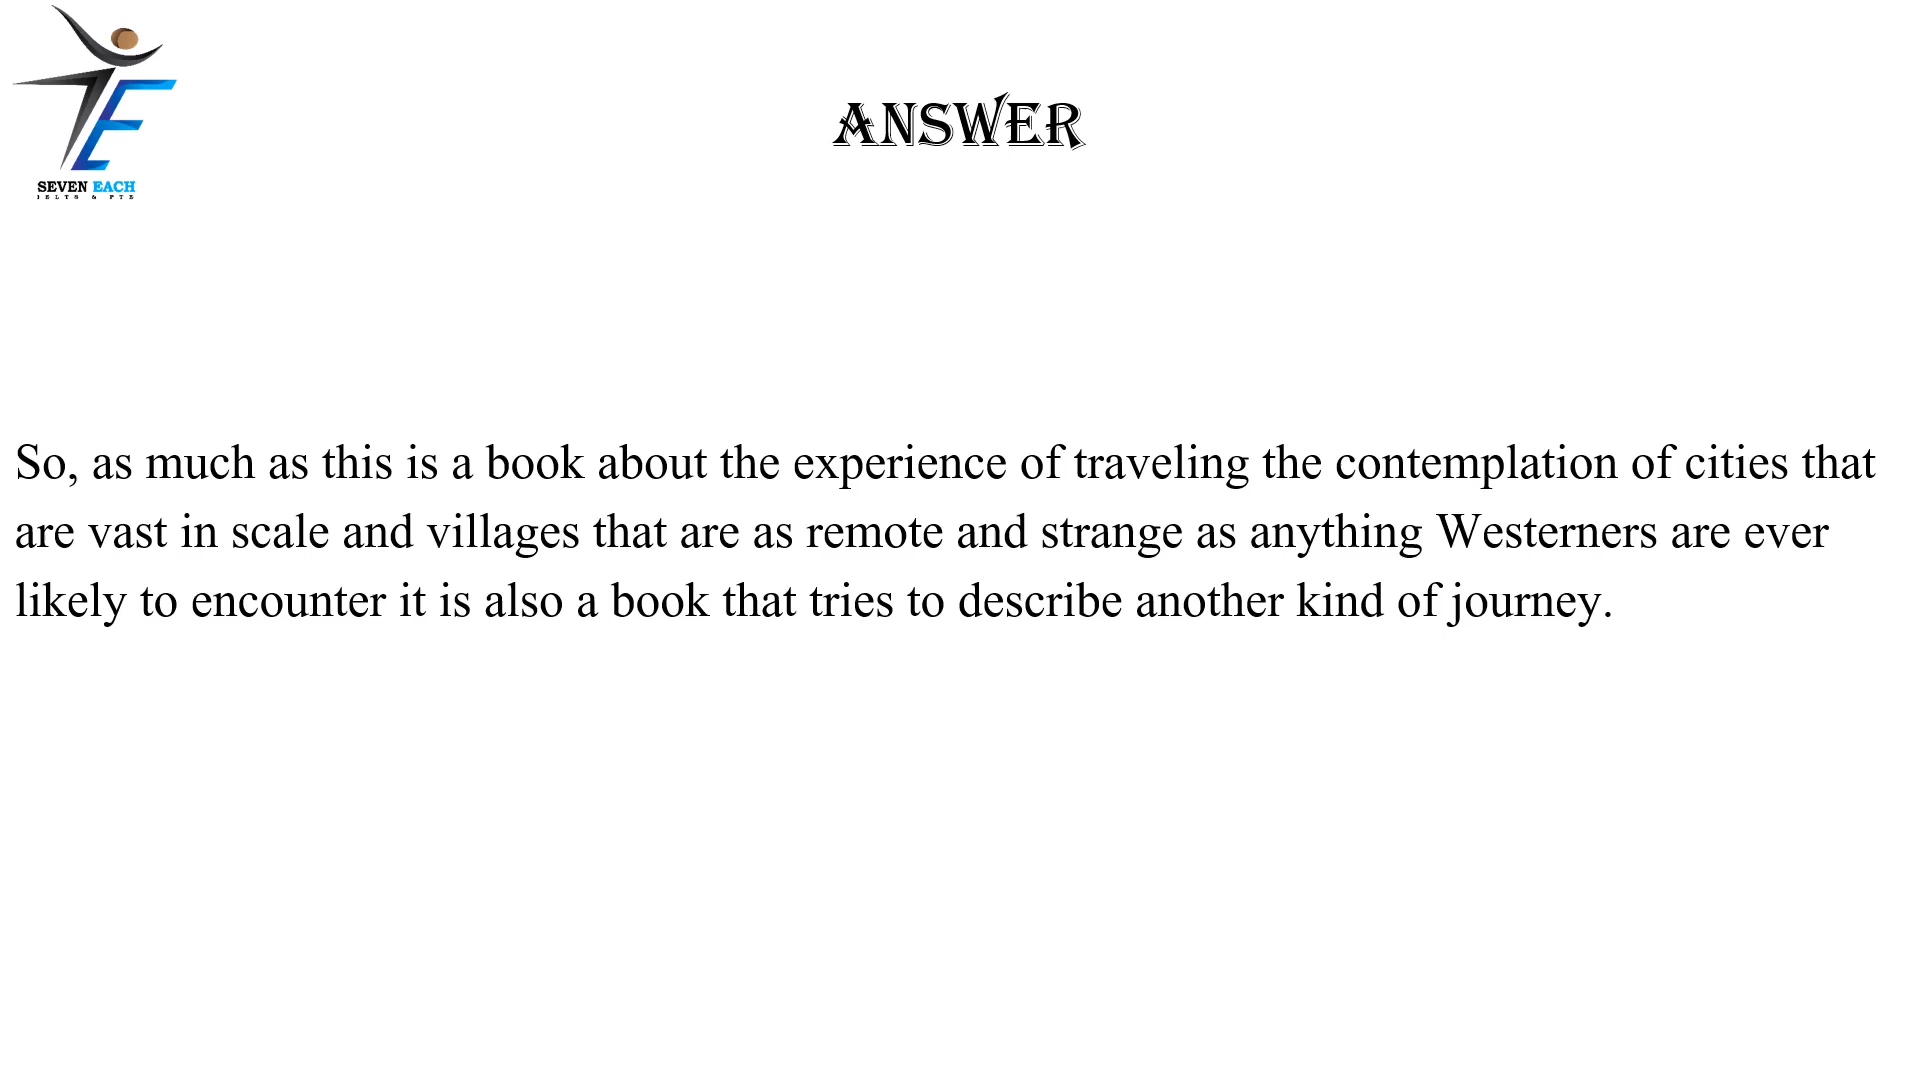 SEVEN EACH
IELTS & PTE
ANSWER
So, as much as this is a book about the experience of traveling the contemplation of cities that
are vast in scale and villages that are as remote and strange as anything Westerners are ever
likely to encounter it is also a book that tries to describe another kind of journey.